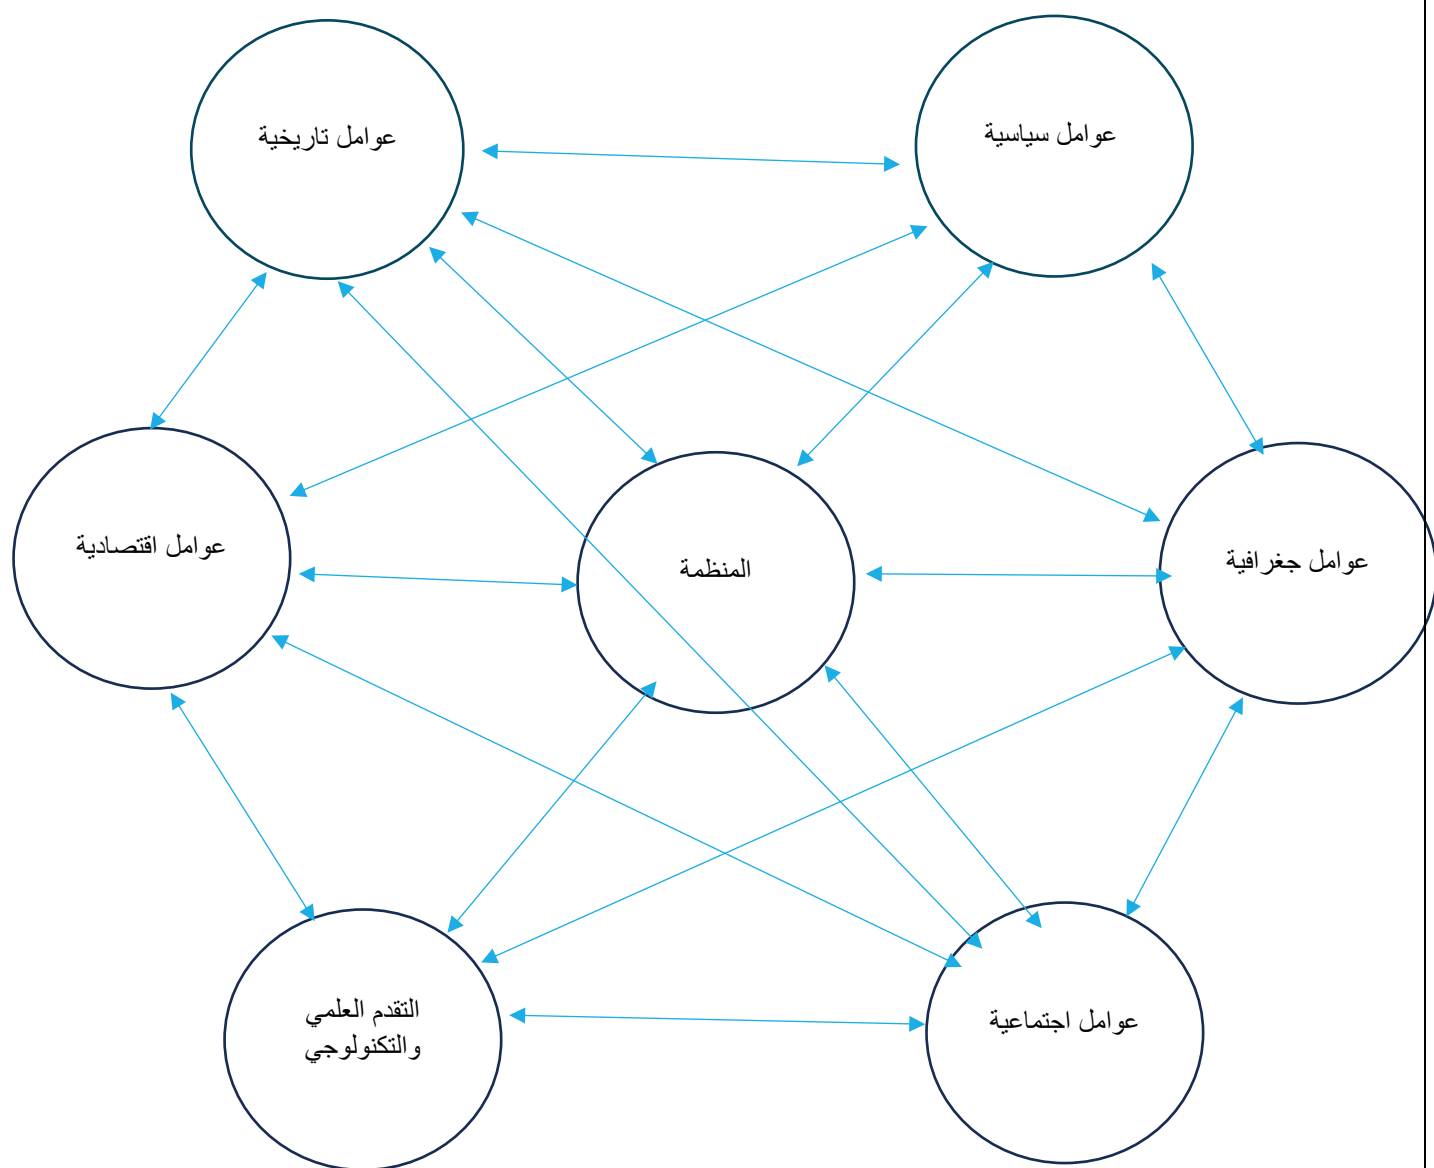 عوامل سياسية
عوامل تاريخية
عوامل جغرافية
المنظمة
عوامل اقتصادية
عوامل اجتماعية
التقدم العلمي
والتكنولوجي